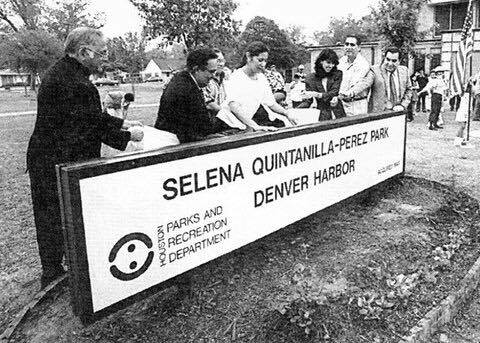 SELENA QUINTANILLA-PEREZ PARK
DENVER HARBOR
HOUSTON
PARKS AND
RECREATION
DEPARTMENT